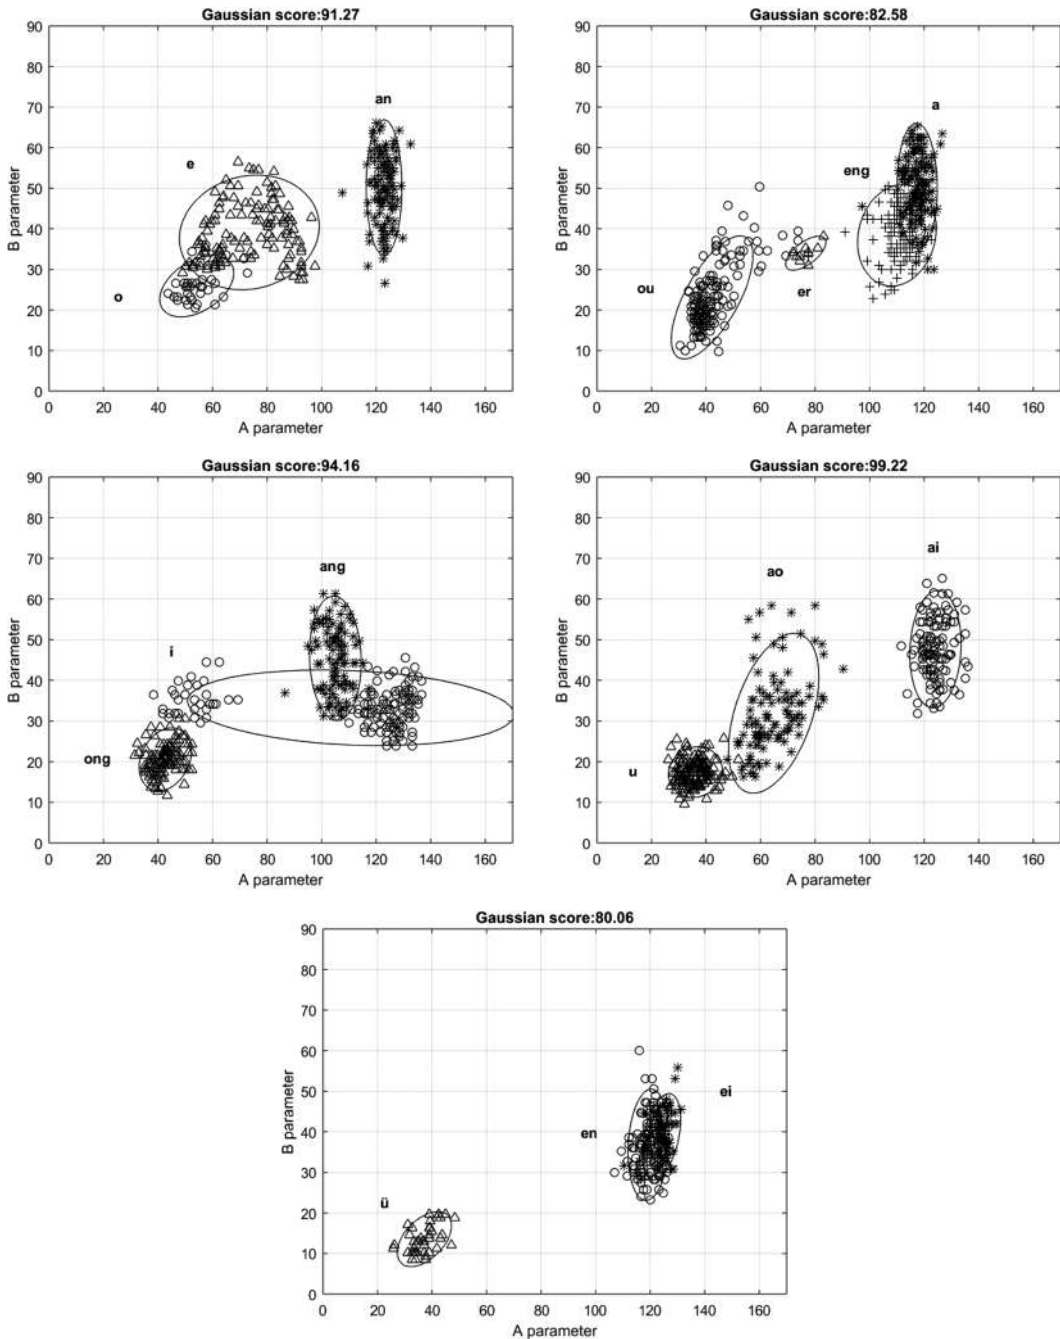 Gaussian score:91.27
90
80
70
60
50
40
30
20
10
0
B parameter
an
e
o
0 20 40 60 80 100 120 140 160
A parameter
Gaussian score:82.58
90
80
70
60
50
40
30
20
10
0
B parameter
a
eng
ou
er
0 20 40 60 80 100 120 140 160
A parameter
Gaussian score:94.16
90
80
70
60
50
40
30
20
10
0
B parameter
ang
i
ong
0 20 40 60 80 100 120 140 160
A parameter
Gaussian score:99.22
90
80
70
60
50
40
30
20
10
0
B parameter
ai
ao
u
0 20 40 60 80 100 120 140 160
A parameter
Gaussian score:80.06
90
80
70
60
50
40
30
20
10
0
B parameter
ei
en
ü
0 20 40 60 80 100 120 140 160
A parameter